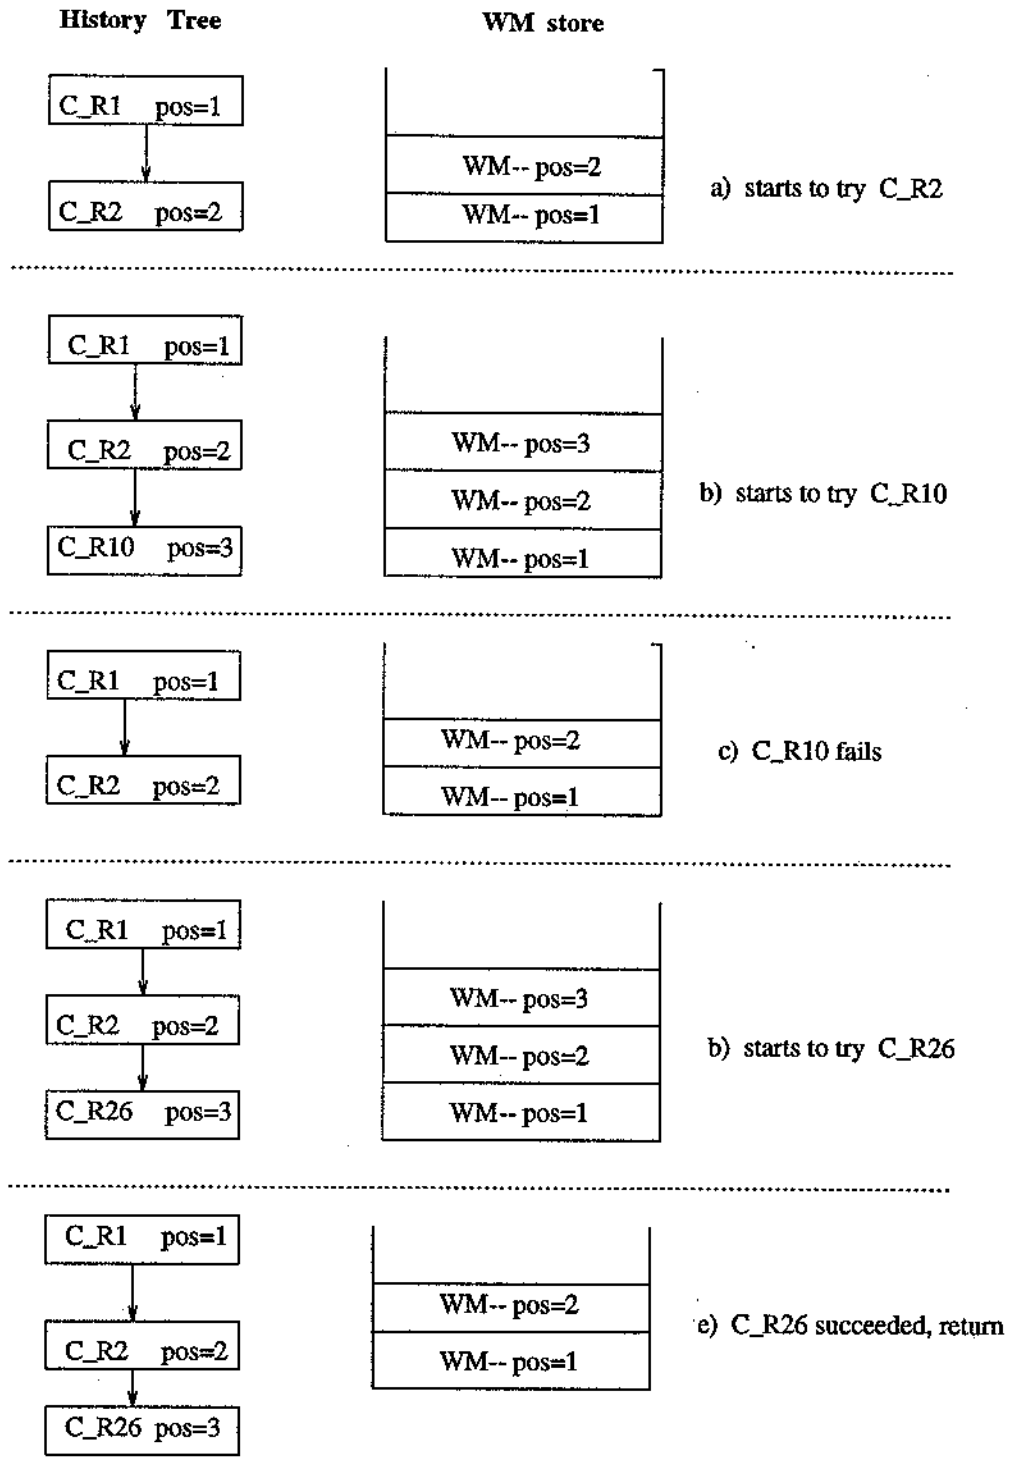 History Tree
WM store
C_R1 pos=1
C_R2 pos=2
WM-- pos=2
WM-- pos=1
a) starts to try C_R2
C_R1 pos=1
C_R2 pos=2
C_R10 pos=3
WM-- pos=3
WM-- pos=2
WM-- pos=1
b) starts to try C_R10
C_R1 pos=1
C_R2 pos=2
WM-- pos=2
WM-- pos=1
c) C_R10 fails
C_R1 pos=1
C_R2 pos=2
C_R26 pos=3
WM-- pos=3
WM-- pos=2
WM-- pos=1
b) starts to try C_R26
C_R1 pos=1
C_R2 pos=2
C_R26 pos=3
WM-- pos=2
WM-- pos=1
e) C_R26 succeeded, return